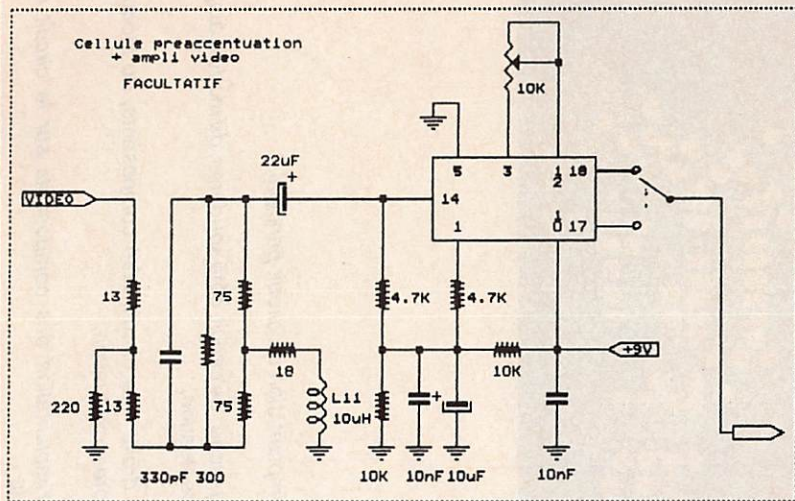 Cellule preaccentuation
+ ampli video
FACULTATIF
10K
22uF
+
5 3 1 18
2
14
1 1 17
0
VIDEO
13 75 4.7K 4.7K
+9V
18 10K
220 13 75 L11
10uH
+
330pF 300 10K 10nF 10uF 10nF